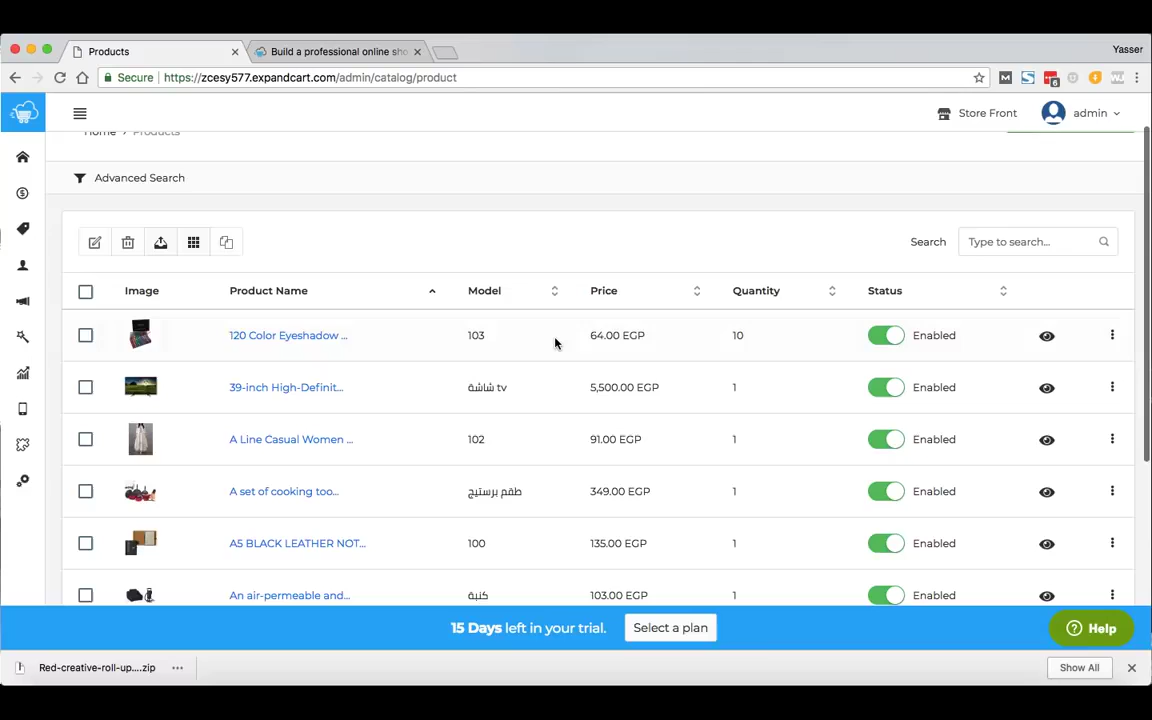 Products
Build a professional online sho
Yasser
Secure
https://zcesy577.expandcart.com/admin/catalog/product
6
Store Front
admin
Home / Products
Advanced Search
Search
Type to search...
Image
Product Name
Model
Price
Quantity
Status
120 Color Eyeshadow ...
103
64.00 EGP
10
Enabled
39-inch High-Definit...
شاشة tv
5,500.00 EGP
1
Enabled
A Line Casual Women ...
102
91.00 EGP
1
Enabled
A set of cooking too...
طقم برستيج
349.00 EGP
1
Enabled
A5 BLACK LEATHER NOT...
100
135.00 EGP
1
Enabled
An air-permeable and...
كنبة
103.00 EGP
1
Enabled
15 Days left in your trial.
Select a plan
Help
Red-creative-roll-up....zip
Show All